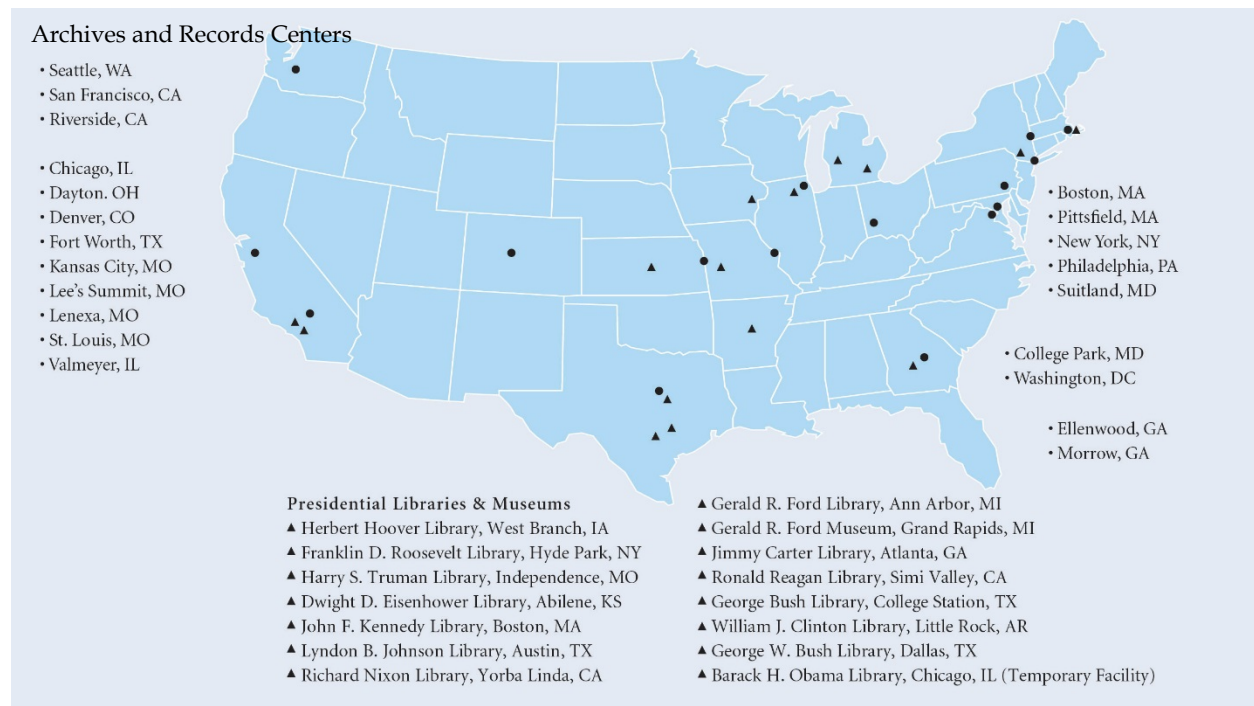 Archives and Records Centers
• Seattle, WA
• San Francisco, CA
• Riverside, CA
• Chicago, IL
• Dayton. OH
• Denver, CO
• Fort Worth, TX
• Kansas City, MO
• Lee's Summit, MO
• Lenexa, MO
• St. Louis, MO
• Valmeyer, IL
• Boston, MA
• Pittsfield, MA
• New York, NY
• Philadelphia, PA
• Suitland, MD
• College Park, MD
• Washington, DC
• Ellenwood, GA
• Morrow, GA
Presidential Libraries & Museums
▲ Herbert Hoover Library, West Branch, IA
▲ Franklin D. Roosevelt Library, Hyde Park, NY
▲ Harry S. Truman Library, Independence, MO
▲ Dwight D. Eisenhower Library, Abilene, KS
▲ John F. Kennedy Library, Boston, MA
▲ Lyndon B. Johnson Library, Austin, TX
▲ Richard Nixon Library, Yorba Linda, CA
▲ Gerald R. Ford Library, Ann Arbor, MI
▲ Gerald R. Ford Museum, Grand Rapids, MI
▲ Jimmy Carter Library, Atlanta, GA
▲ Ronald Reagan Library, Simi Valley, CA
▲ George Bush Library, College Station, TX
▲ William J. Clinton Library, Little Rock, AR
▲ George W. Bush Library, Dallas, TX
▲ Barack H. Obama Library, Chicago, IL (Temporary Facility)